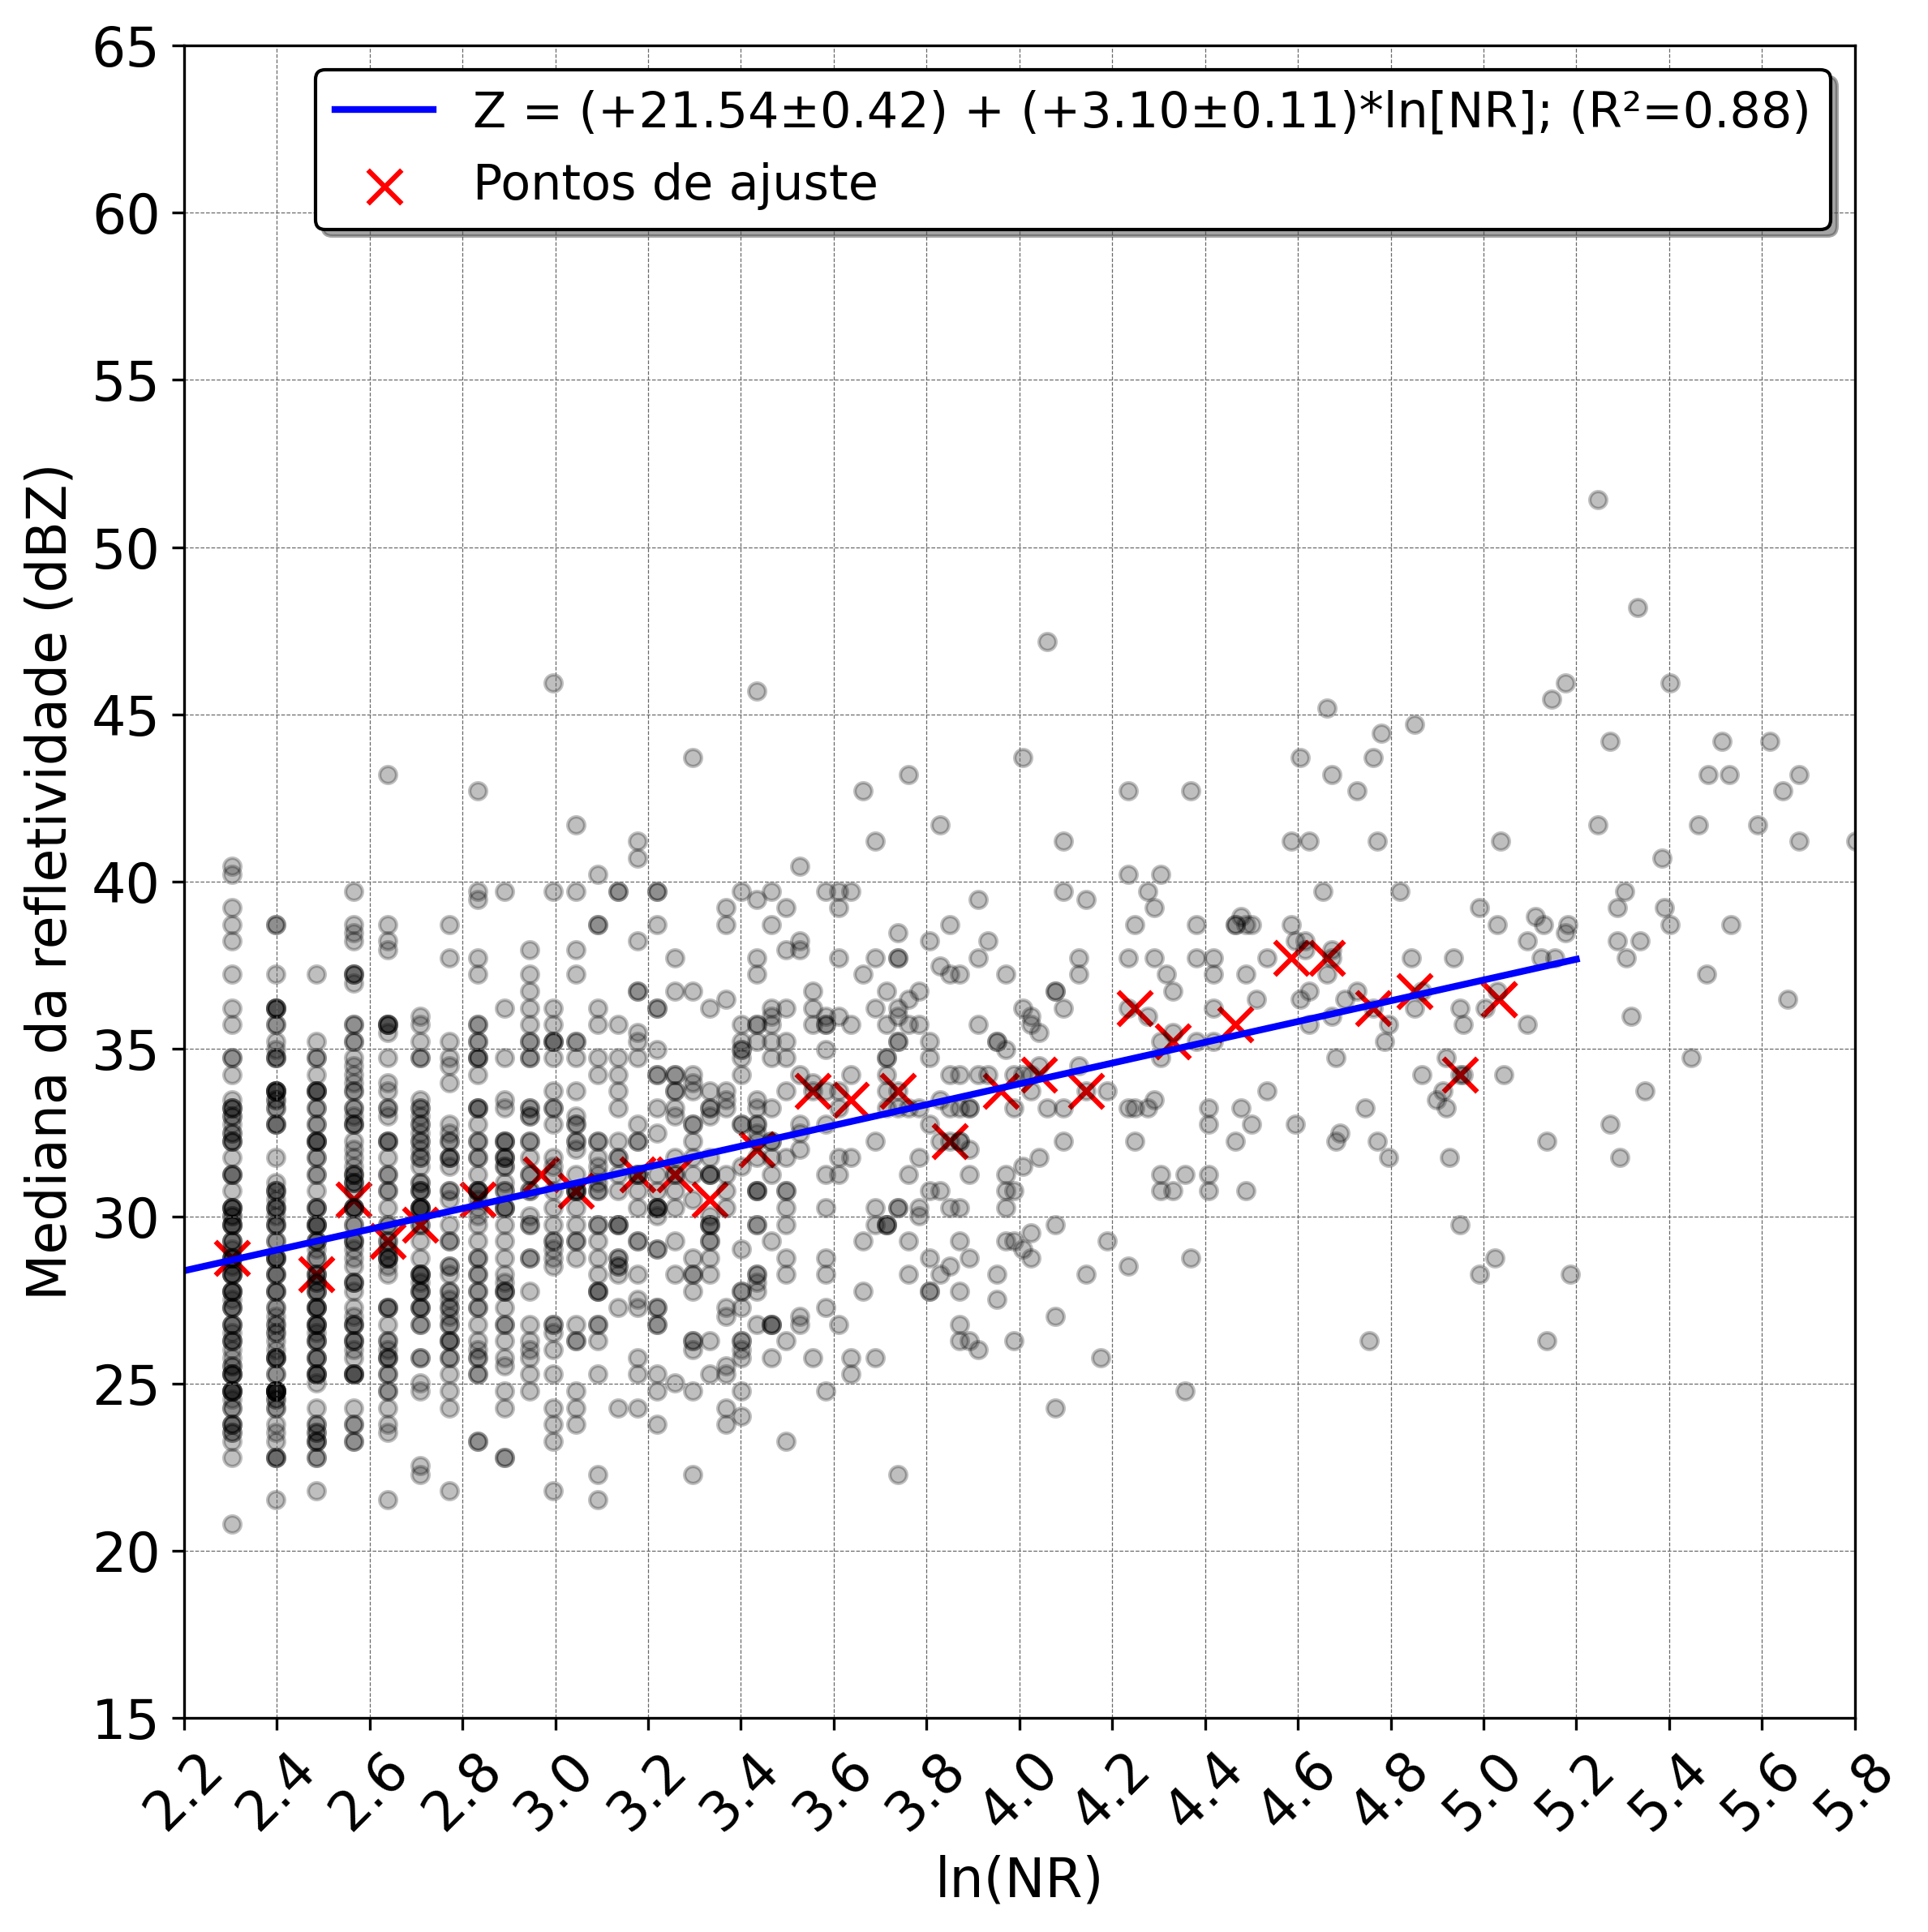 65
60
55
50
45
40
35
30
25
20
15
Mediana da refletividade (dBZ)
Z = (+21.54±0.42) + (+3.10±0.11)*ln[NR]; (R²=0.88)
Pontos de ajuste
2.2 2.4 2.6 2.8 3.0 3.2 3.4 3.6 3.8 4.0 4.2 4.4 4.6 4.8 5.0 5.2 5.4 5.6 5.8
ln(NR)